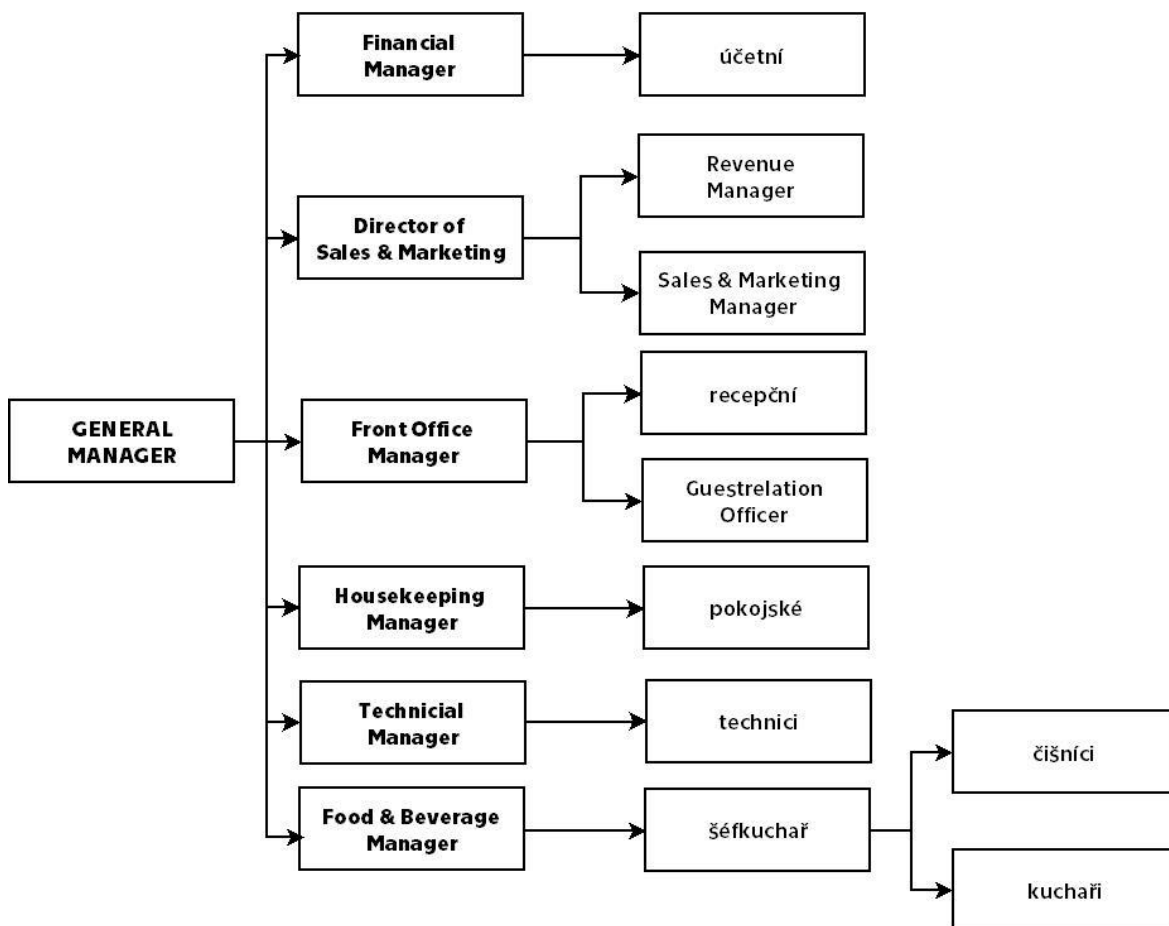 Financial
Manager
účetní
Director of
Sales & Marketing
Revenue
Manager
Sales & Marketing
Manager
GENERAL
MANAGER
Front Office
Manager
recepční
Guestrelation
Officer
Housekeeping
Manager
pokojské
Technicial
Manager
technici
Food & Beverage
Manager
šéfkuchař
čišníci
kuchaři